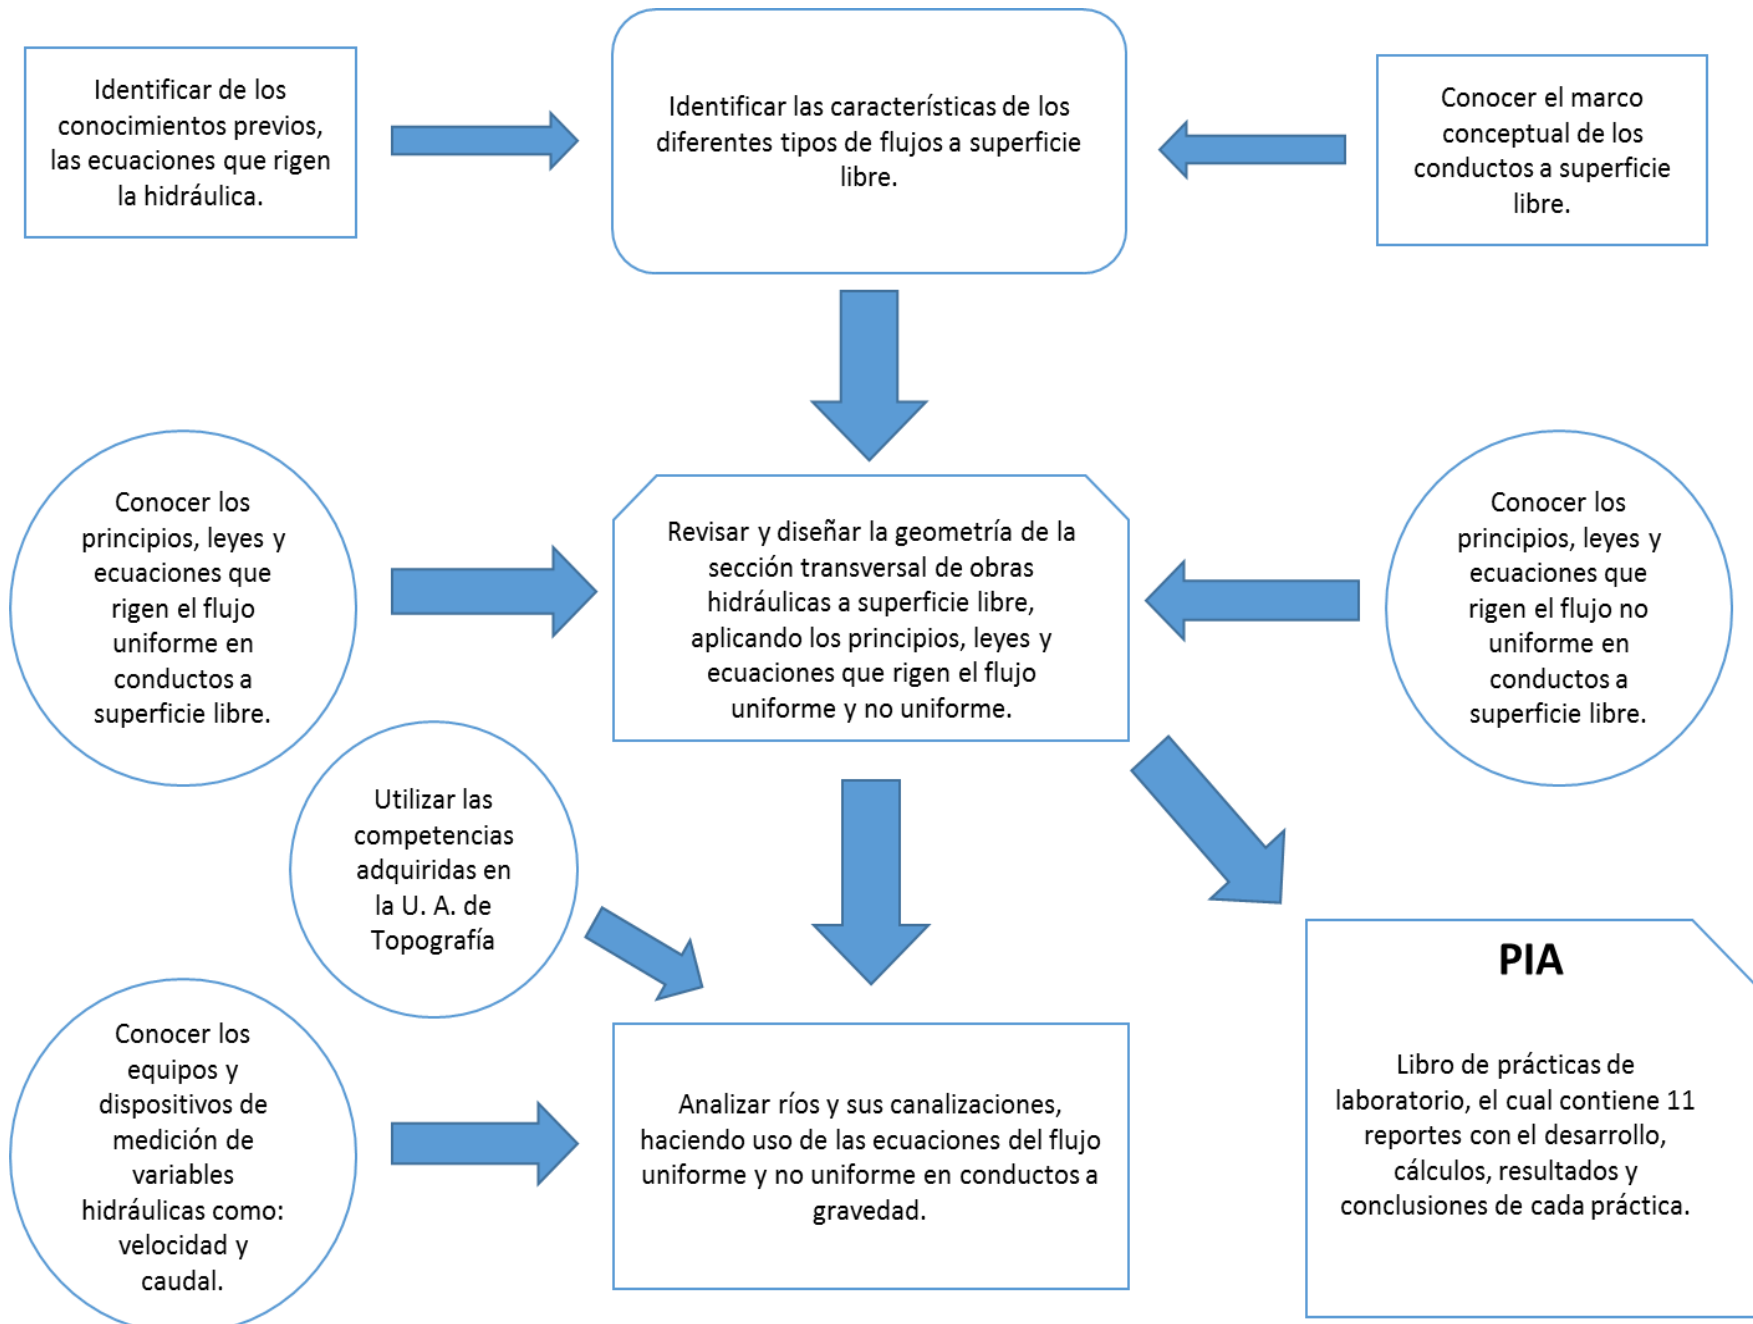 Identificar de los
conocimientos previos,
las ecuaciones que rigen
la hidráulica.
Identificar las características de los
diferentes tipos de flujos a superficie
libre.
Conocer el marco
conceptual de los
conductos a superficie
libre.
Conocer los
principios, leyes y
ecuaciones que
rigen el flujo
uniforme en
conductos a
superficie libre.
Revisar y diseñar la geometría de la
sección transversal de obras
hidráulicas a superficie libre,
aplicando los principios, leyes y
ecuaciones que rigen el flujo
uniforme y no uniforme.
Conocer los
principios, leyes y
ecuaciones que
rigen el flujo no
uniforme en
conductos a
superficie libre.
Utilizar las
competencias
adquiridas en
la U. A. de
Topografía
Conocer los
equipos y
dispositivos de
medición de
variables
hidráulicas como:
velocidad y
caudal.
Analizar ríos y sus canalizaciones,
haciendo uso de las ecuaciones del flujo
uniforme y no uniforme en conductos a
gravedad.
PIA
Libro de prácticas de
laboratorio, el cual contiene 11
reportes con el desarrollo,
cálculos, resultados y
conclusiones de cada práctica.